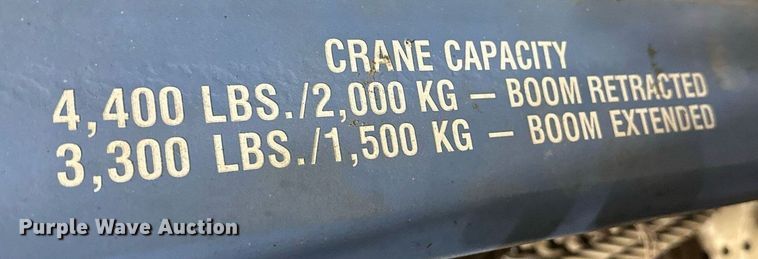 CRANE CAPACITY
4,400 LBS./2,000 KG – BOOM RETRACTED
3,300 LBS./1,500 KG – BOOM EXTENDED
Purple Wave Auction